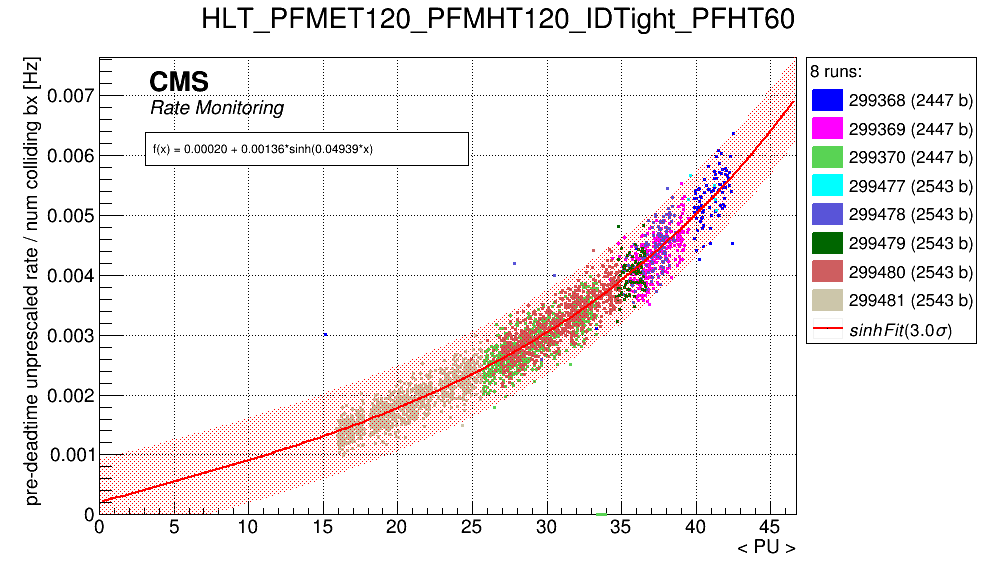 HLT_PFMET120_PFMHT120_IDTight_PFHT60
pre-deadtime unprescaled rate / num colliding bx [Hz]
CMS
Rate Monitoring
f(x) = 0.00020 + 0.00136*sinh(0.04939*x)
0.007
0.006
0.005
0.004
0.003
0.002
0.001
0
0 5 10 15 20 25 30 35 40 45
< PU >
8 runs:
299368 (2447 b)
299369 (2447 b)
299370 (2447 b)
299477 (2543 b)
299478 (2543 b)
299479 (2543 b)
299480 (2543 b)
299481 (2543 b)
sinhFit(3.0σ)